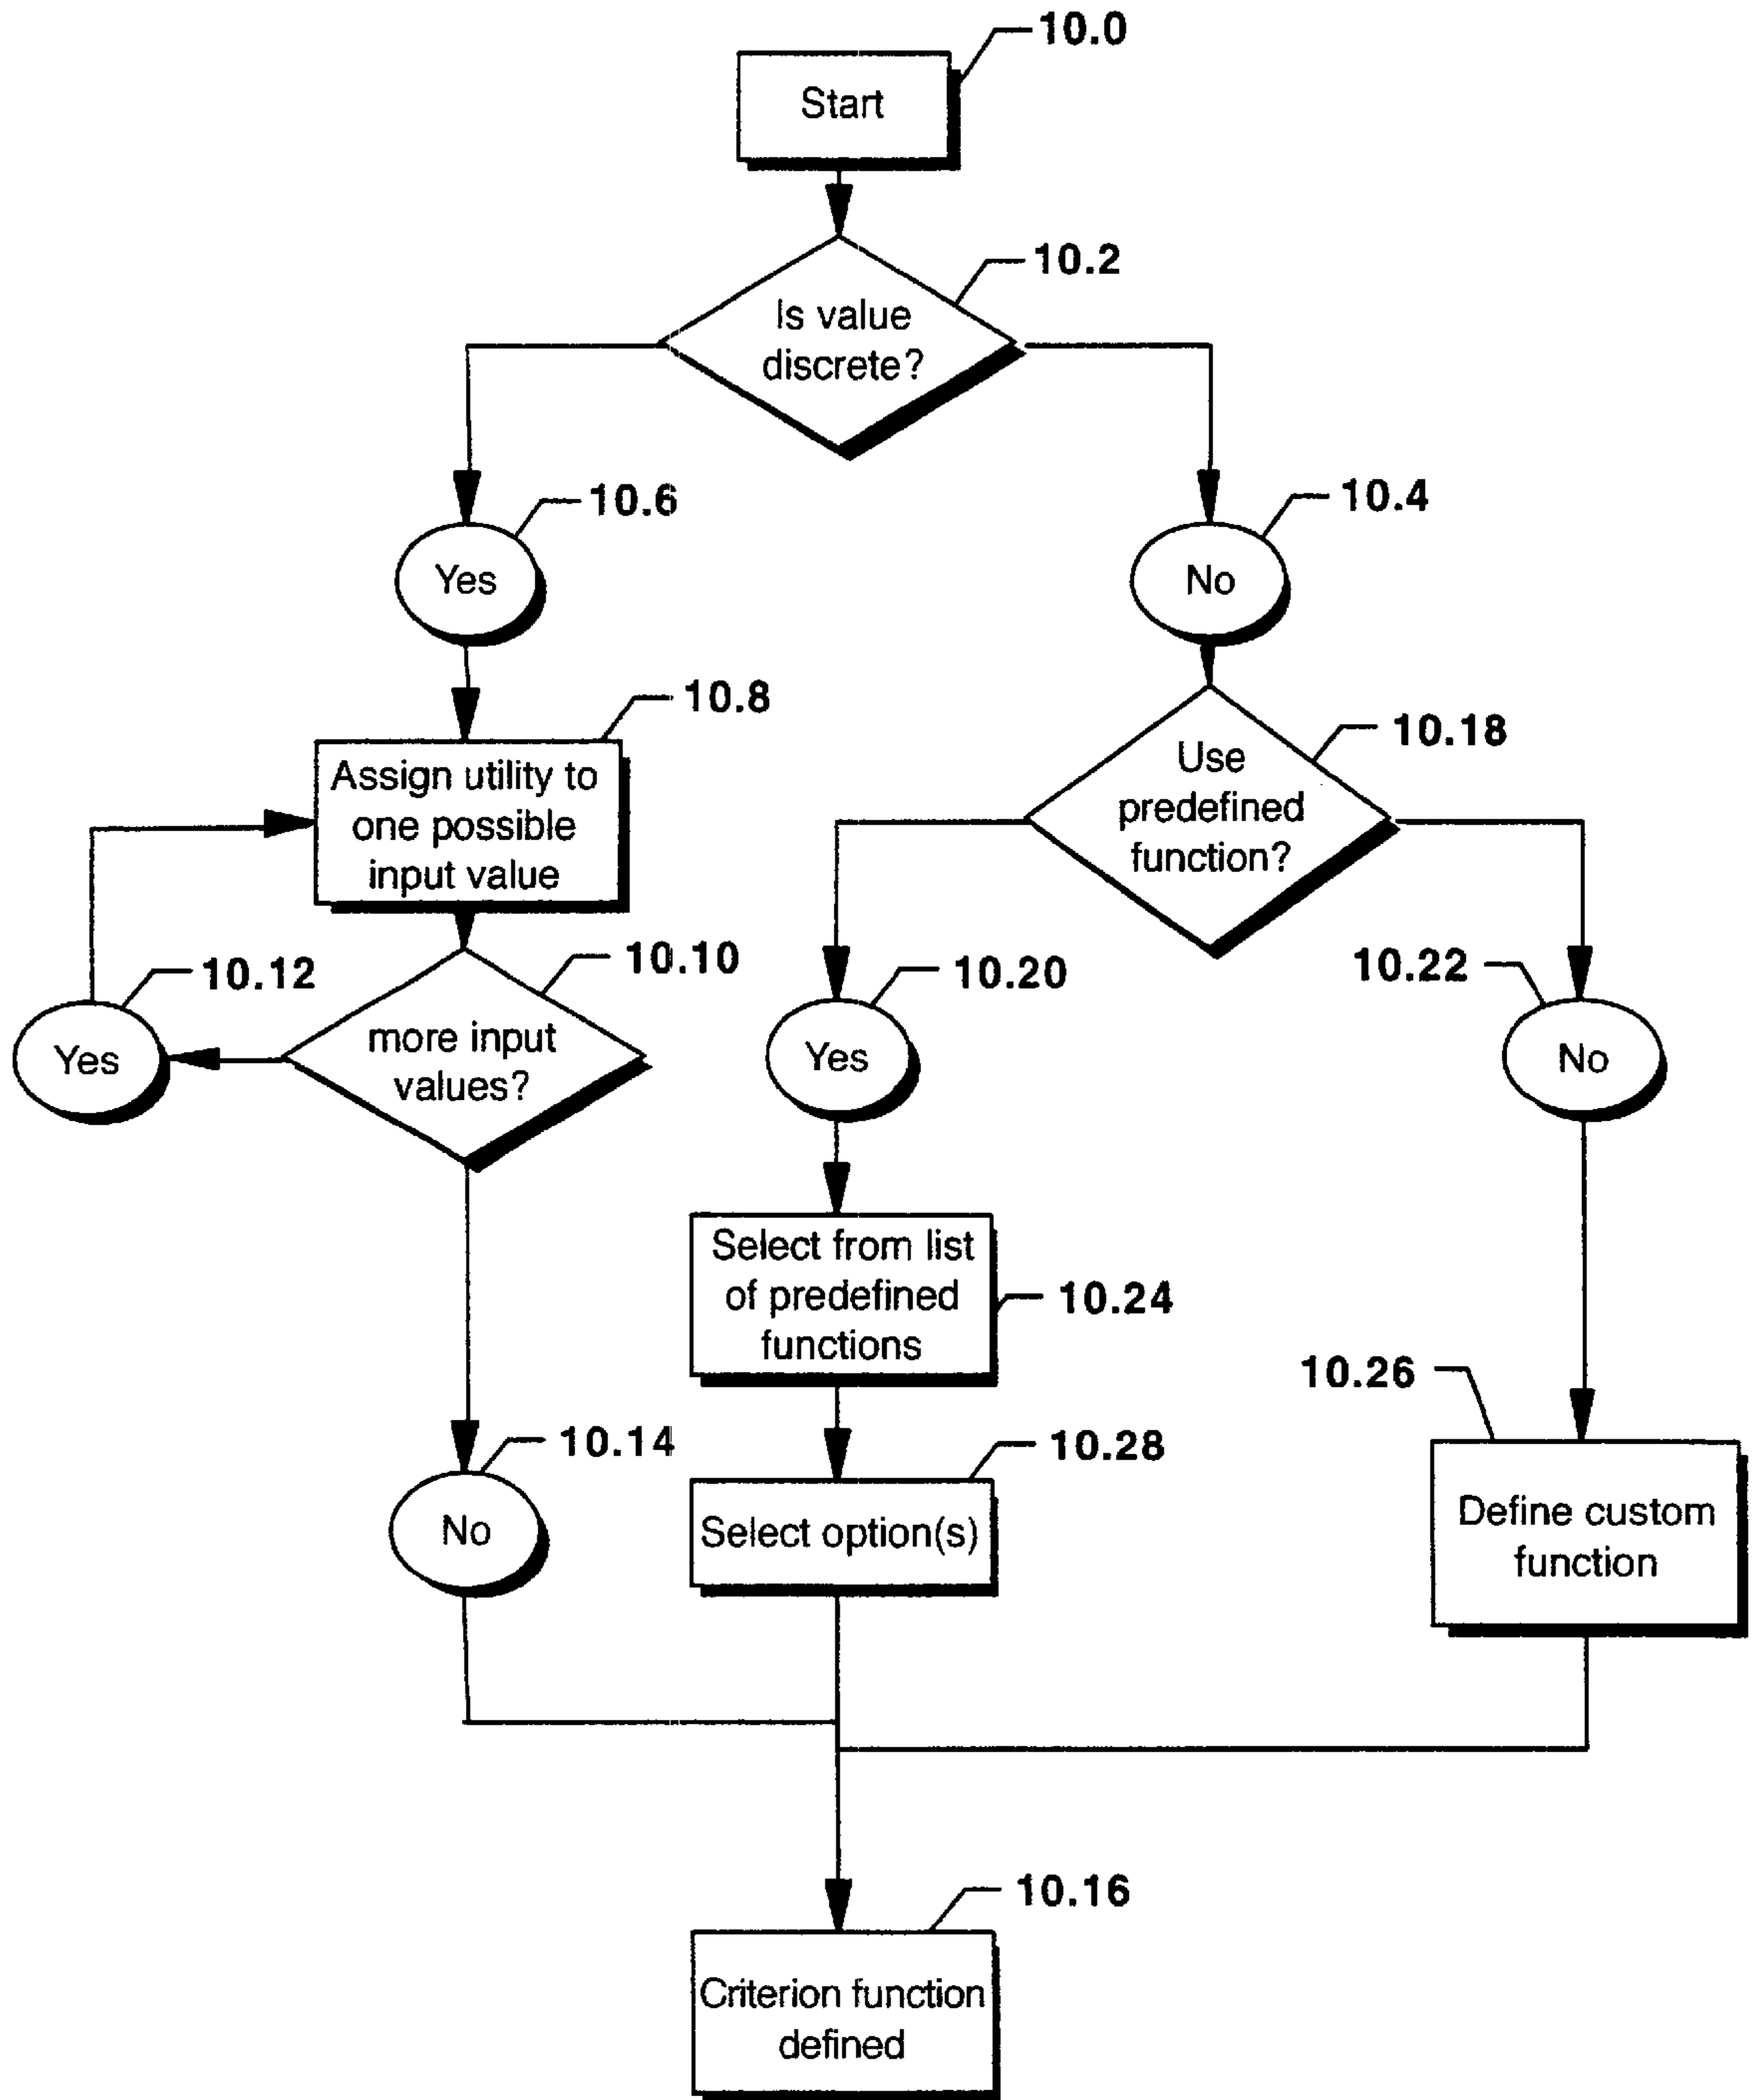 10.0
Start
10.2
Is value
discrete?
10.6
10.4
Yes
No
10.8
10.18
Assign utility to
one possible
input value
Use
predefined
function?
10.12
10.10
10.20
10.22
Yes
more input
values?
Yes
No
Select from list
of predefined
functions
10.24
10.26
10.14
10.28
No
Select option(s)
Define custom
function
10.16
Criterion function
defined